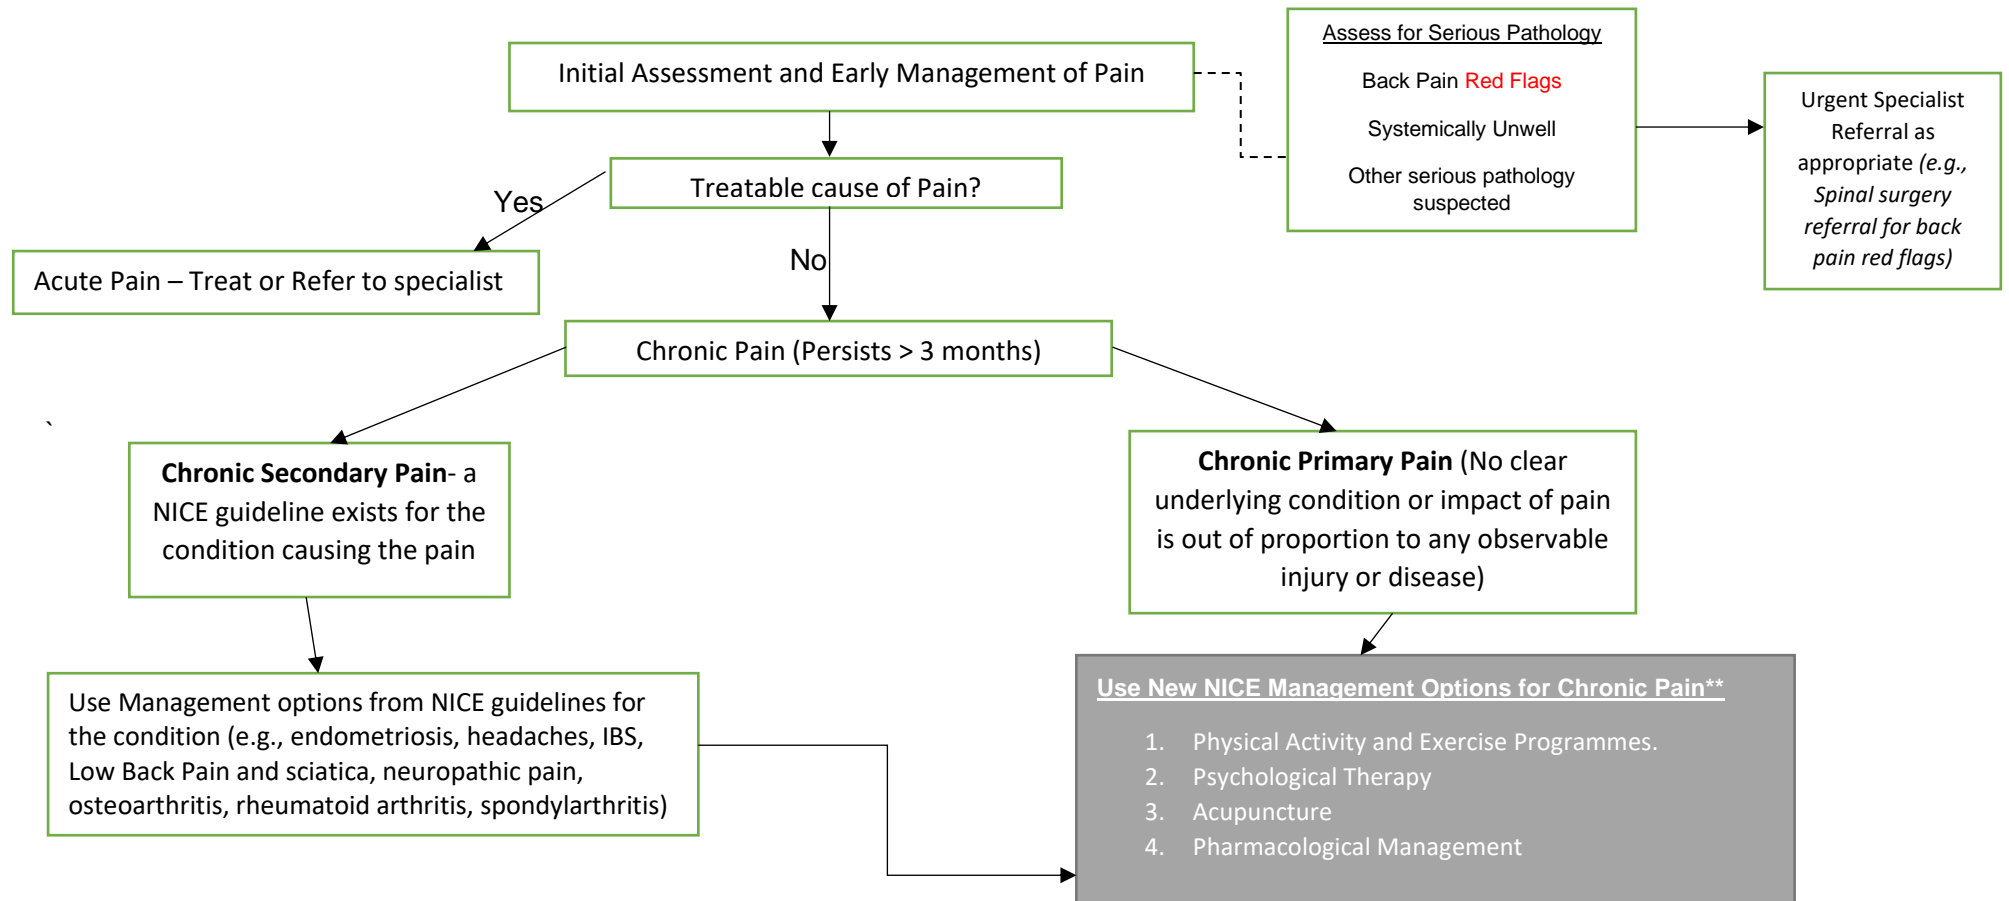 Initial Assessment and Early Management of Pain
Assess for Serious Pathology
Back Pain Red Flags
Systemically Unwell
Other serious pathology
suspected
Urgent Specialist
Referral as
appropriate (e.g.,
Spinal surgery
referral for back
pain red flags)
Treatable cause of Pain?
Yes
No
Acute Pain – Treat or Refer to specialist
Chronic Pain (Persists > 3 months)
`
Chronic Secondary Pain- a
NICE guideline exists for the
condition causing the pain
Chronic Primary Pain (No clear
underlying condition or impact of pain
is out of proportion to any observable
injury or disease)
Use Management options from NICE guidelines for
the condition (e.g., endometriosis, headaches, IBS,
Low Back Pain and sciatica, neuropathic pain,
osteoarthritis, rheumatoid arthritis, spondylarthritis)
Use New NICE Management Options for Chronic Pain**
1. Physical Activity and Exercise Programmes.
2. Psychological Therapy
3. Acupuncture
4. Pharmacological Management